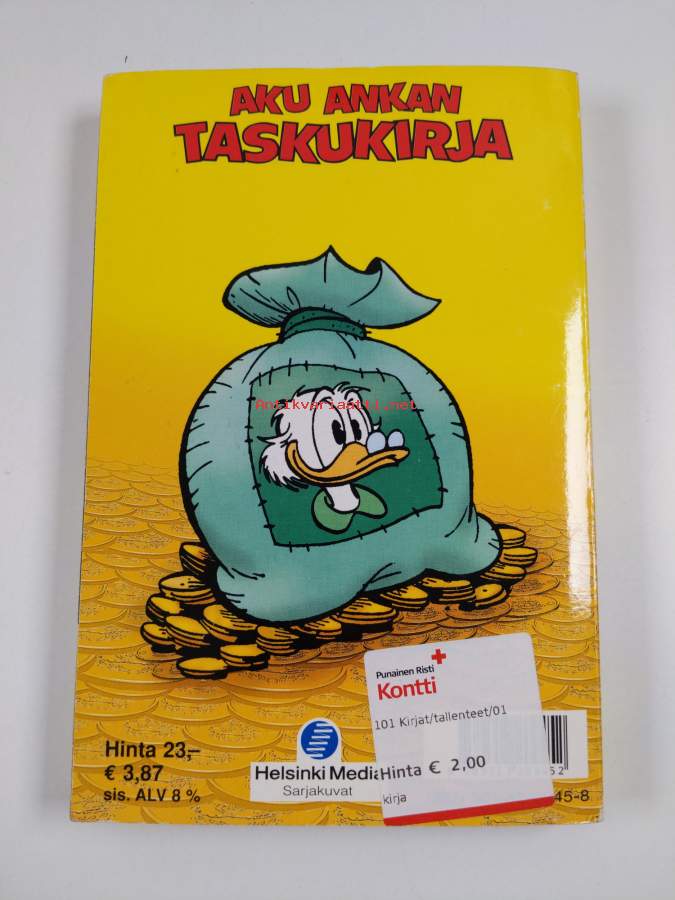 AKU ANKAN
TASKUKIRJA
Antikvariaatti.net
Punainen Risti
Kontti
101 Kirjat/tallenteet/01
Hinta € 2,00
kirja
Hinta 23,–
€ 3,87
sis. ALV 8 %
Helsinki Media
Sarjakuvat
52
45-8